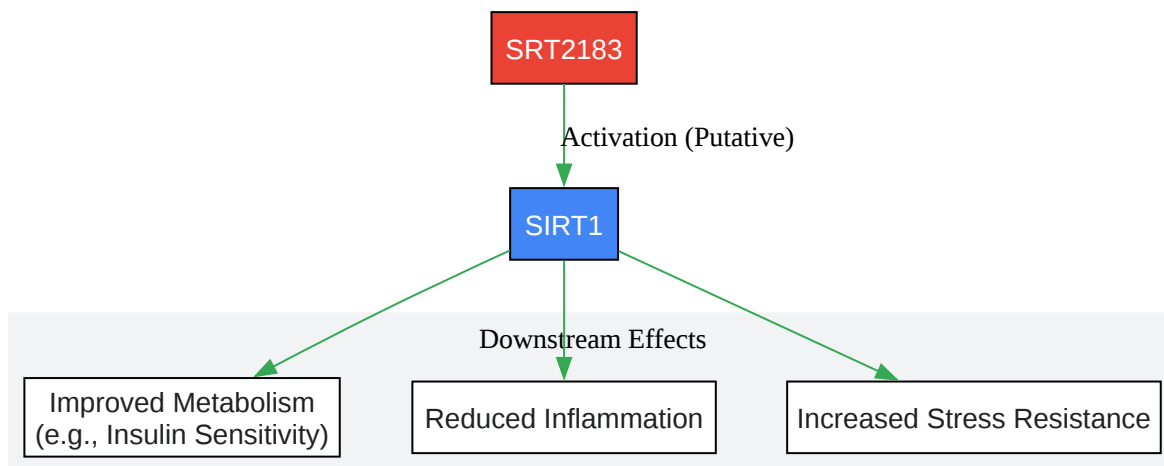 SRT2183
Activation (Putative)
SIRT1
Downstream Effects
Improved Metabolism
(e.g., Insulin Sensitivity)
Reduced Inflammation
Increased Stress Resistance